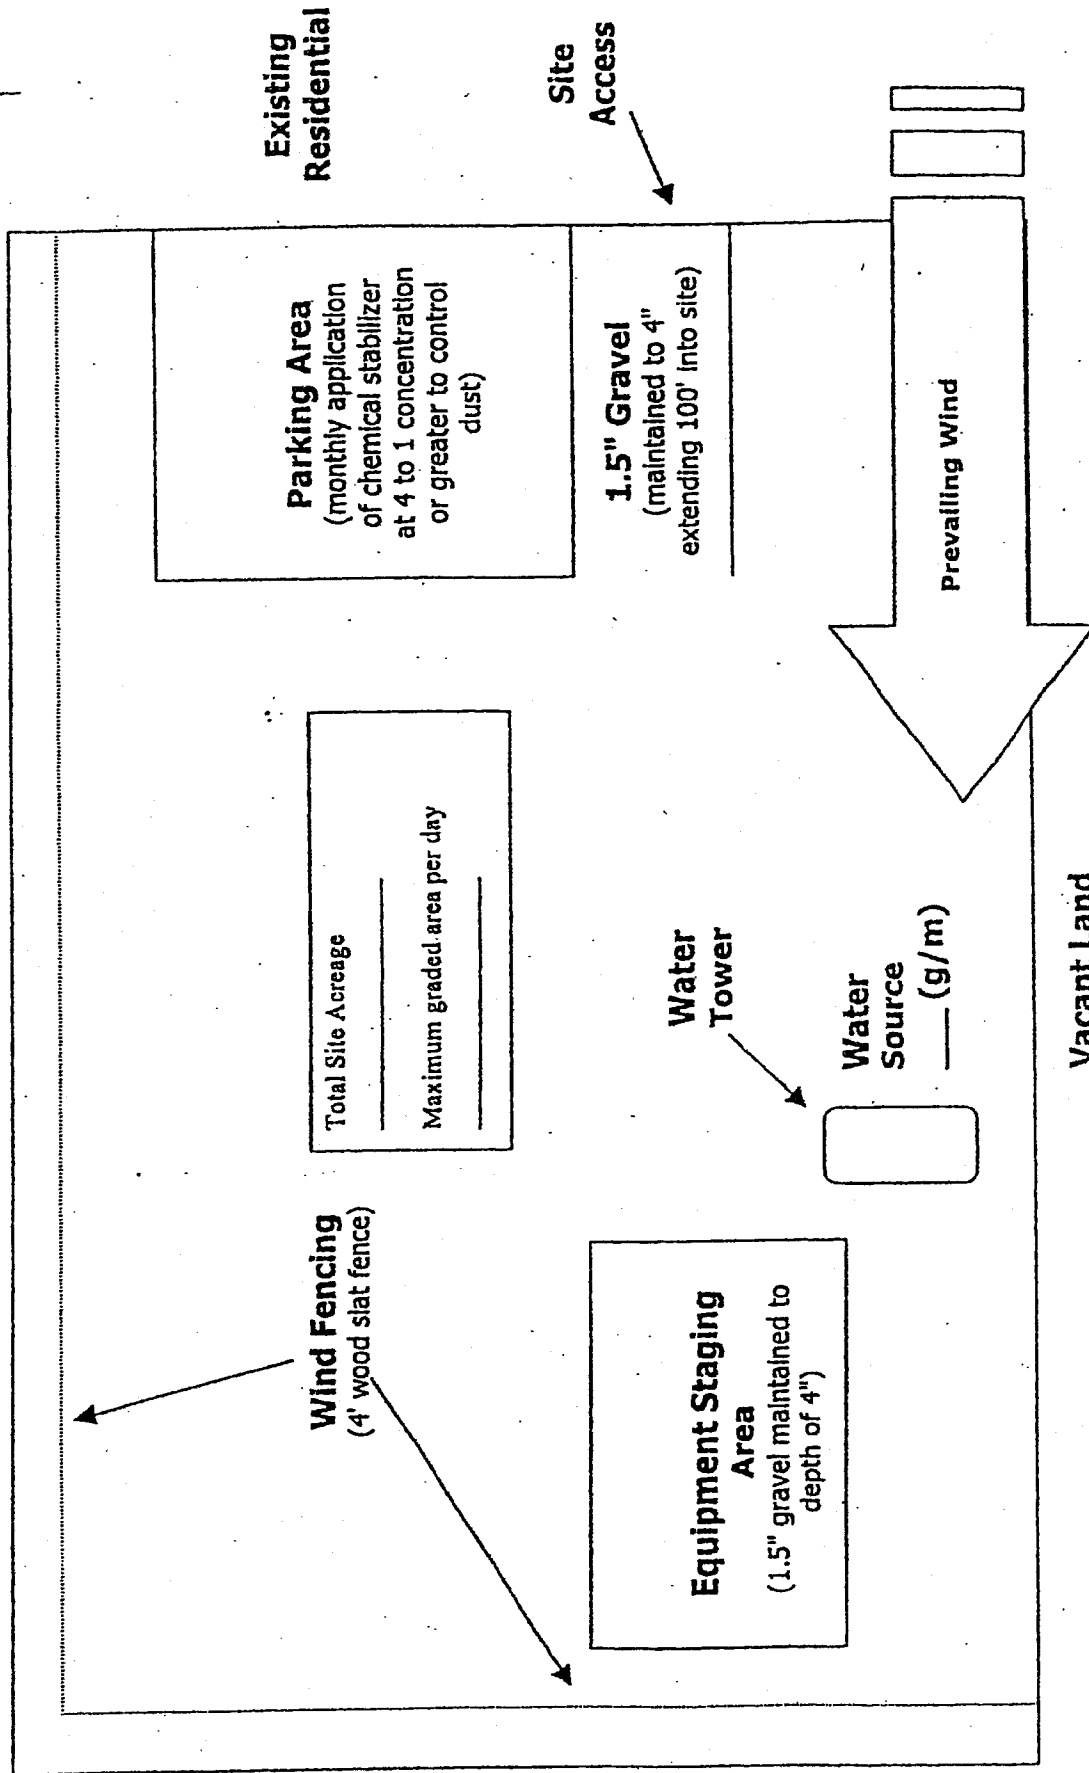 Existing
Residential
Wind Fencing
(4' wood slat fence)
Total Site Acreage
Maximum graded area per day
Parking Area
(monthly application
of chemical stabilizer
at 4 to 1 concentration
or greater to control
dust)
Site
Access
1.5" Gravel
(maintained to 4"
extending 100' into site)
Equipment Staging
Area
(1.5" gravel maintained to
depth of 4")
Water
Tower
Water
Source
___ (g/m)
Prevailing Wind
Vacant Land